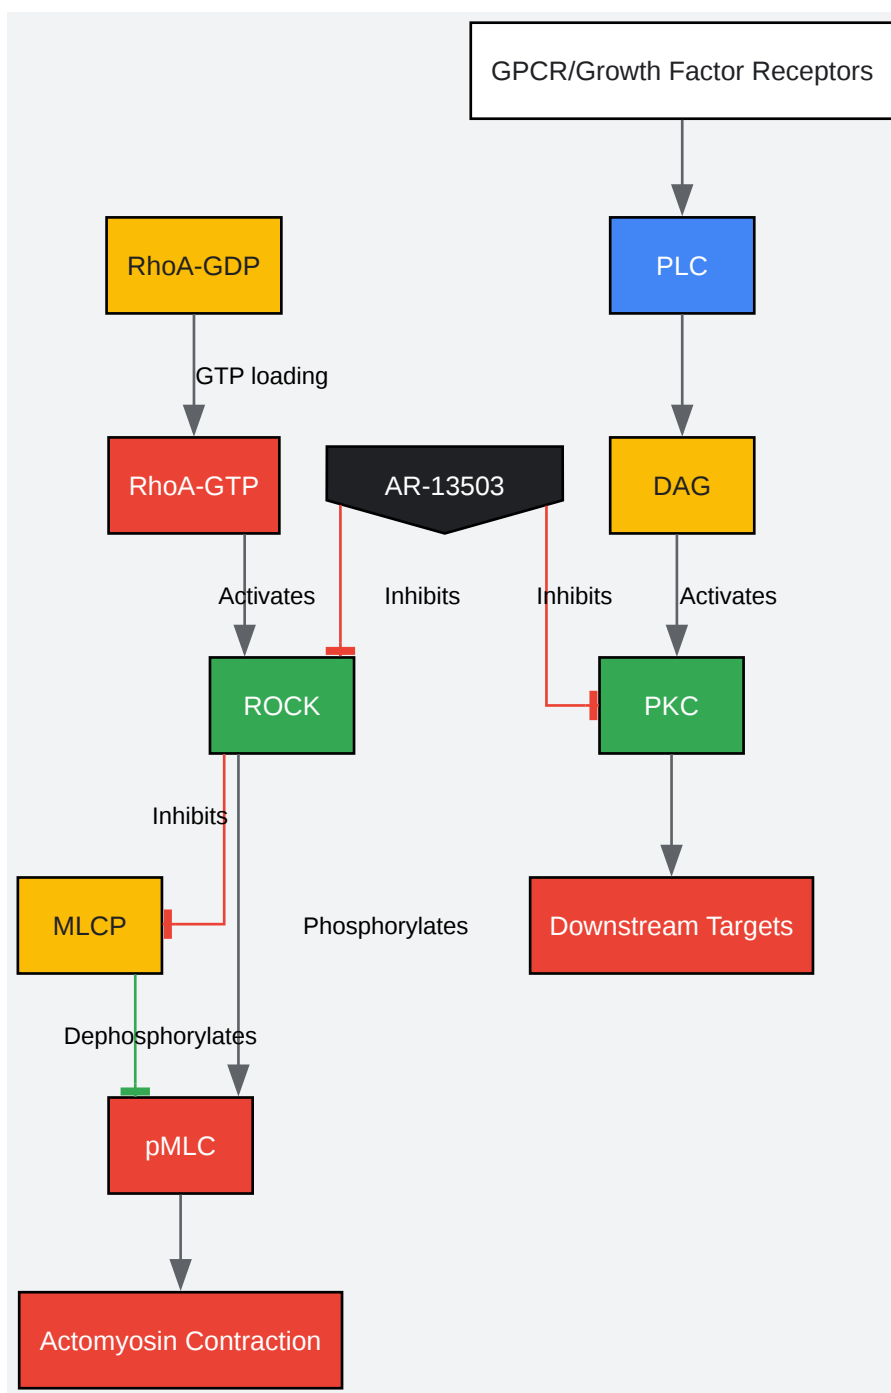 GPCR/Growth Factor Receptors
RhoA-GDP
PLC
GTP loading
RhoA-GTP
AR-13503
DAG
Activates
Inhibits
Inhibits
Activates
ROCK
PKC
Inhibits
MLCP
Phosphorylates
Downstream Targets
Dephosphorylates
pMLC
Actomyosin Contraction